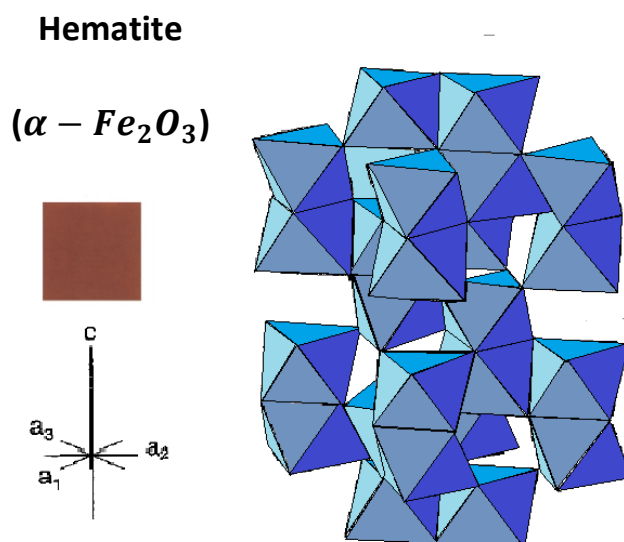 Hematite
(α − Fe₂O₃)
c
a₃
a₂
a₁